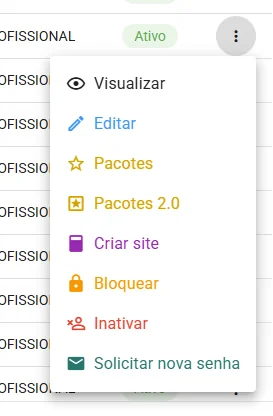 OFISSIONAL Ativo
Visualizar
Editar
Pacotes
Pacotes 2.0
Criar site
Bloquear
Inativar
Solicitar nova senha